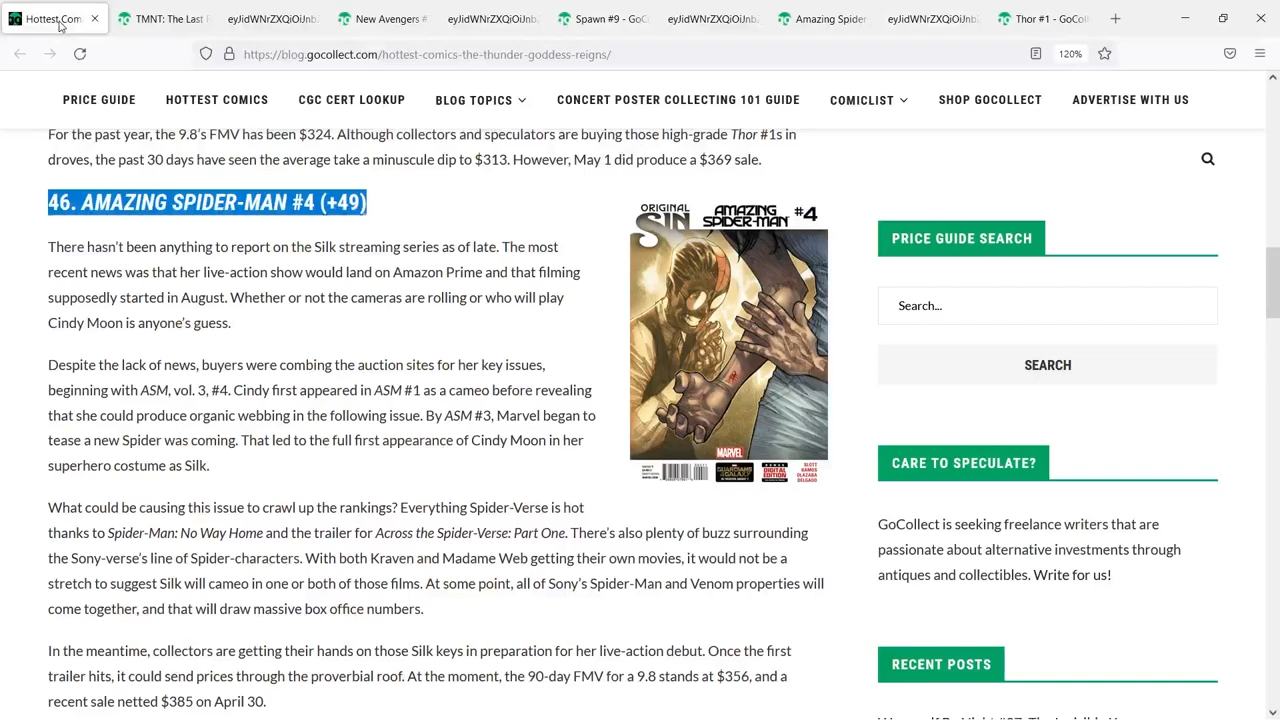 Hottest Com
TMNT: The Last R
eyJidWNrZXQiOiJnb
New Avengers #
eyJidWNrZXQiOiJnb
Spawn #9 - GoC
eyJidWNrZXQiOiJnb
Amazing Spider
eyJidWNrZXQiOiJnb
Thor #1 - GoColl
https://blog.gocollect.com/hottest-comics-the-thunder-goddess-reigns/
120%
PRICE GUIDE
HOTTEST COMICS
CGC CERT LOOKUP
BLOG TOPICS
CONCERT POSTER COLLECTING 101 GUIDE
COMICLIST
SHOP GOCOLLECT
ADVERTISE WITH US
For the past year, the 9.8's FMV has been $324. Although collectors and speculators are buying those high-grade Thor #1s in
droves, the past 30 days have seen the average take a minuscule dip to $313. However, May 1 did produce a $369 sale.
46. AMAZING SPIDER-MAN #4 (+49)
There hasn't been anything to report on the Silk streaming series as of late. The most
recent news was that her live-action show would land on Amazon Prime and that filming
supposedly started in August. Whether or not the cameras are rolling or who will play
Cindy Moon is anyone's guess.
Despite the lack of news, buyers were combing the auction sites for her key issues,
beginning with ASM, vol. 3, #4. Cindy first appeared in ASM #1 as a cameo before revealing
that she could produce organic webbing in the following issue. By ASM #3, Marvel began to
tease a new Spider was coming. That led to the full first appearance of Cindy Moon in her
superhero costume as Silk.
What could be causing this issue to crawl up the rankings? Everything Spider-Verse is hot
thanks to Spider-Man: No Way Home and the trailer for Across the Spider-Verse: Part One. There's also plenty of buzz surrounding
the Sony-verse's line of Spider-characters. With both Kraven and Madame Web getting their own movies, it would not be a
stretch to suggest Silk will cameo in one or both of those films. At some point, all of Sony's Spider-Man and Venom properties will
come together, and that will draw massive box office numbers.
In the meantime, collectors are getting their hands on those Silk keys in preparation for her live-action debut. Once the first
trailer hits, it could send prices through the proverbial roof. At the moment, the 90-day FMV for a 9.8 stands at $356, and a
recent sale netted $385 on April 30.
ORIGINAL
SIN
AMAZING
SPIDER-MAN
#4
MARVEL
GUARDIANS
GALAXY
DIGITAL
EDITION
SLOTT
RAMOS
OLAZABA
DELGADO
PRICE GUIDE SEARCH
Search...
SEARCH
CARE TO SPECULATE?
GoCollect is seeking freelance writers that are
passionate about alternative investments through
antiques and collectibles. Write for us!
RECENT POSTS